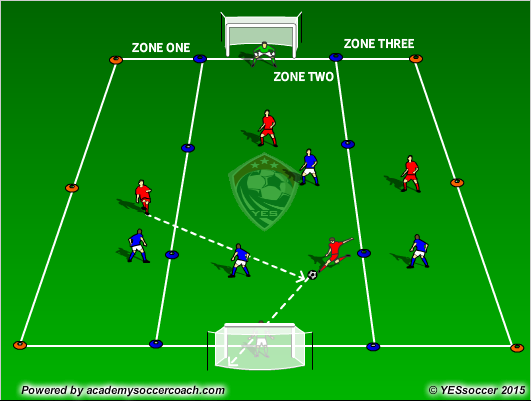 ZONE ONE
ZONE THREE
ZONE TWO
YES
Powered by academysoccercoach.com
© YESsoccer 2015